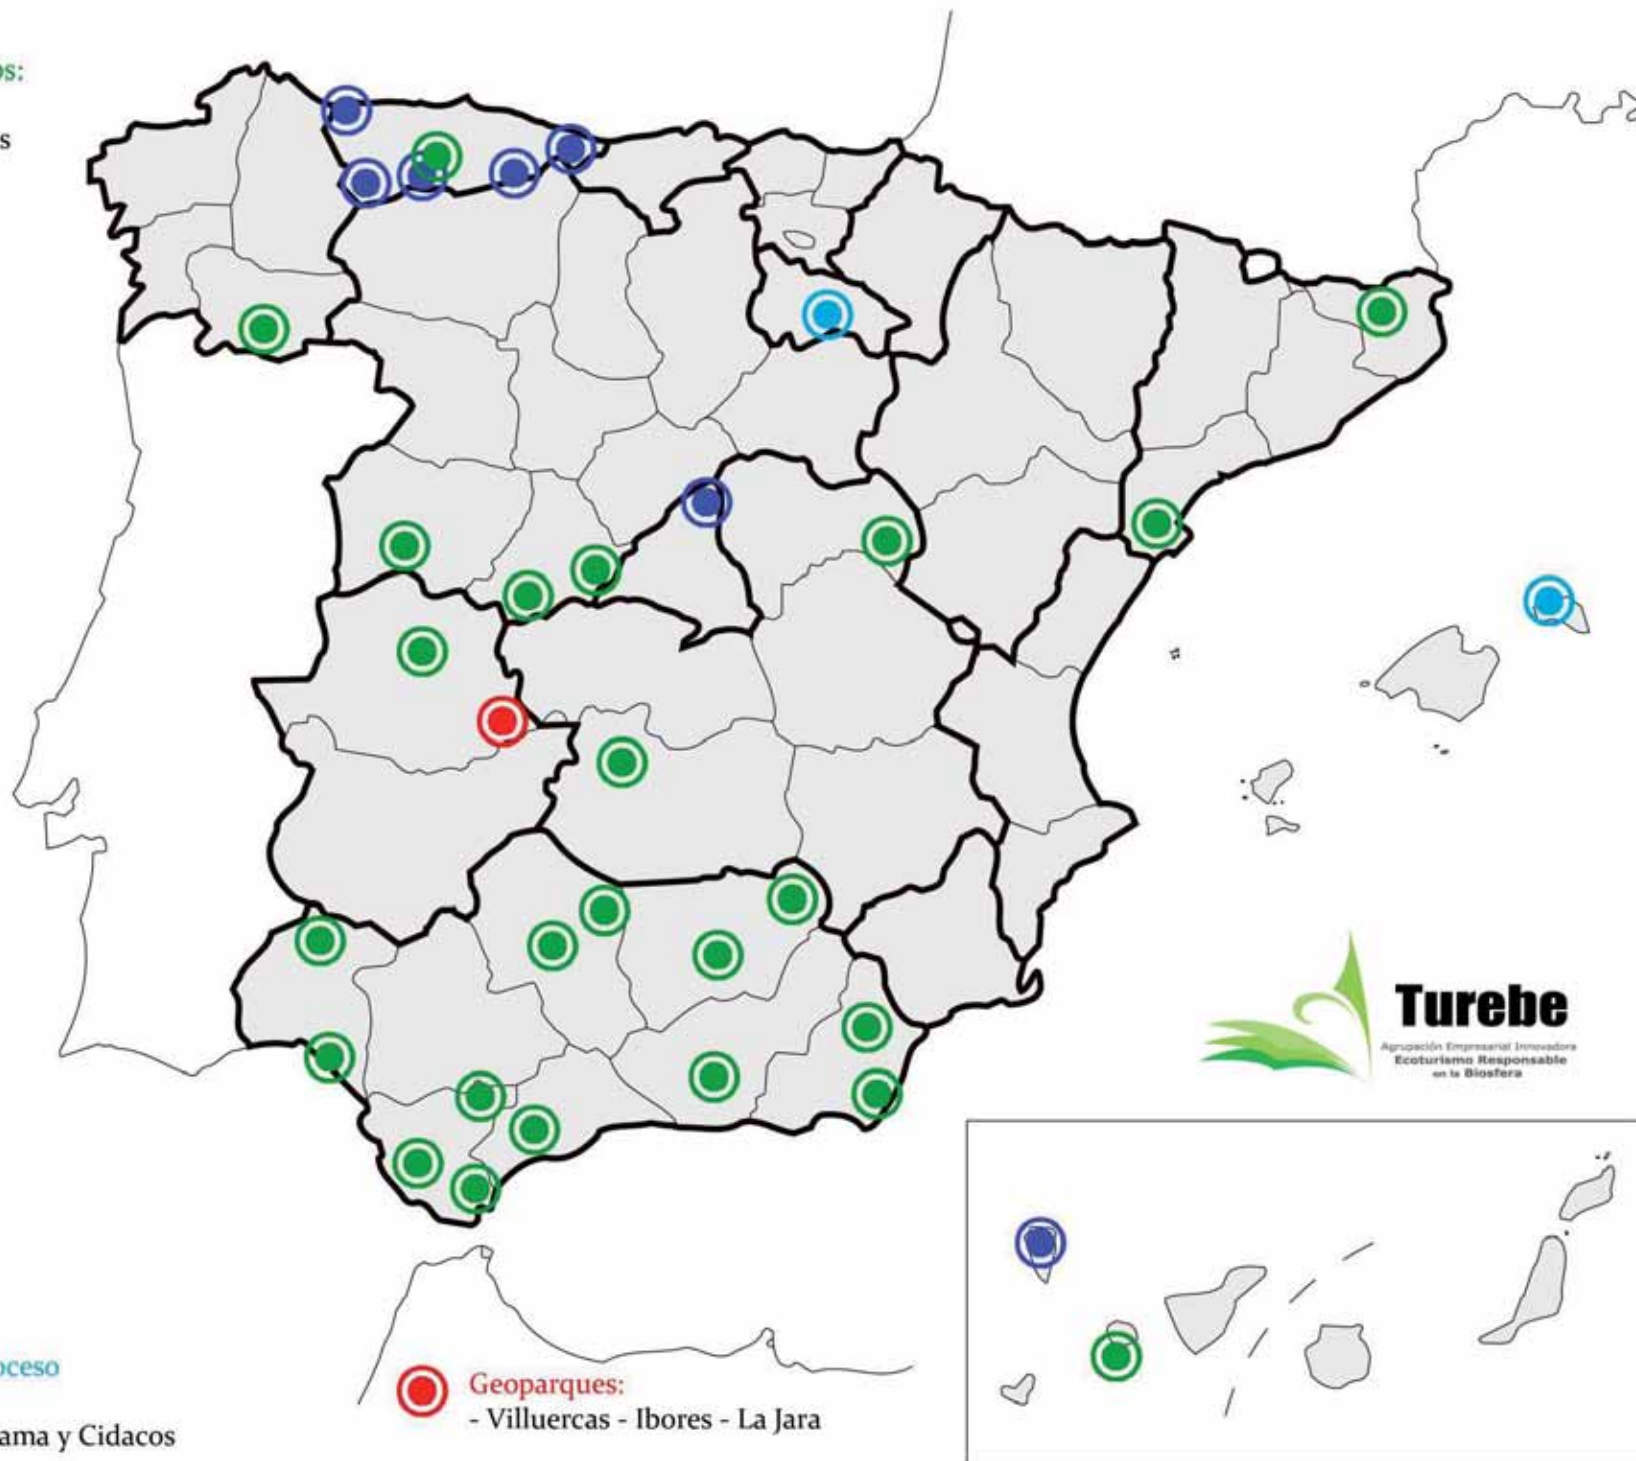 os:
s
Turebe
Agrupación Empresarial Innovadora
Ecoturismo Responsable
en la Biosfera
oceso
ama y Cidacos
Geoparques:
- Villuercas - Ibores - La Jara